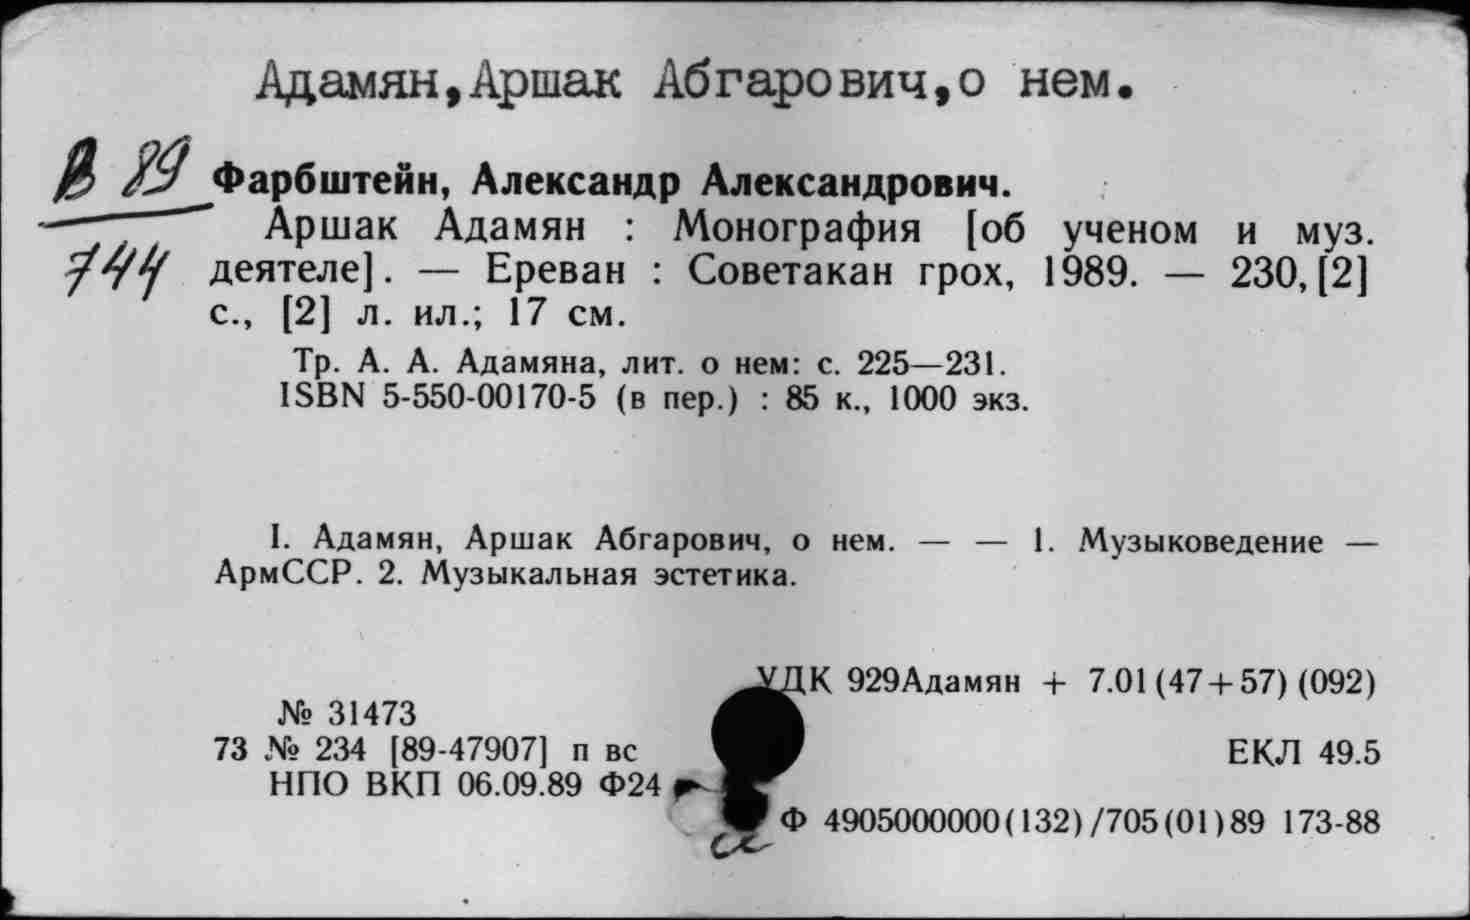 Адамян,Аршак Абгарович,о нем.
В 89
744
Фарбштейн, Александр Александрович.
Аршак Адамян : Монография [об ученом и муз.
деятеле]. — Ереван : Советакан грох, 1989. — 230,[2]
с., [2] л. ил.; 17 см.
Тр. А. А. Адамяна, лит. о нем: с. 225—231.
ISBN 5-550-00170-5 (в пер.) : 85 к., 1000 экз.
I. Адамян, Аршак Абгарович, о нем. — — 1. Музыковедение —
АрмССР. 2. Музыкальная эстетика.
УДК 929Адамян + 7.01(47+57)(092)
№ 31473
73 № 234 [89-47907] п вс
ЕКЛ 49.5
НПО ВКП 06.09.89 Ф24
Ф 4905000000(132)/705(01)89 173-88